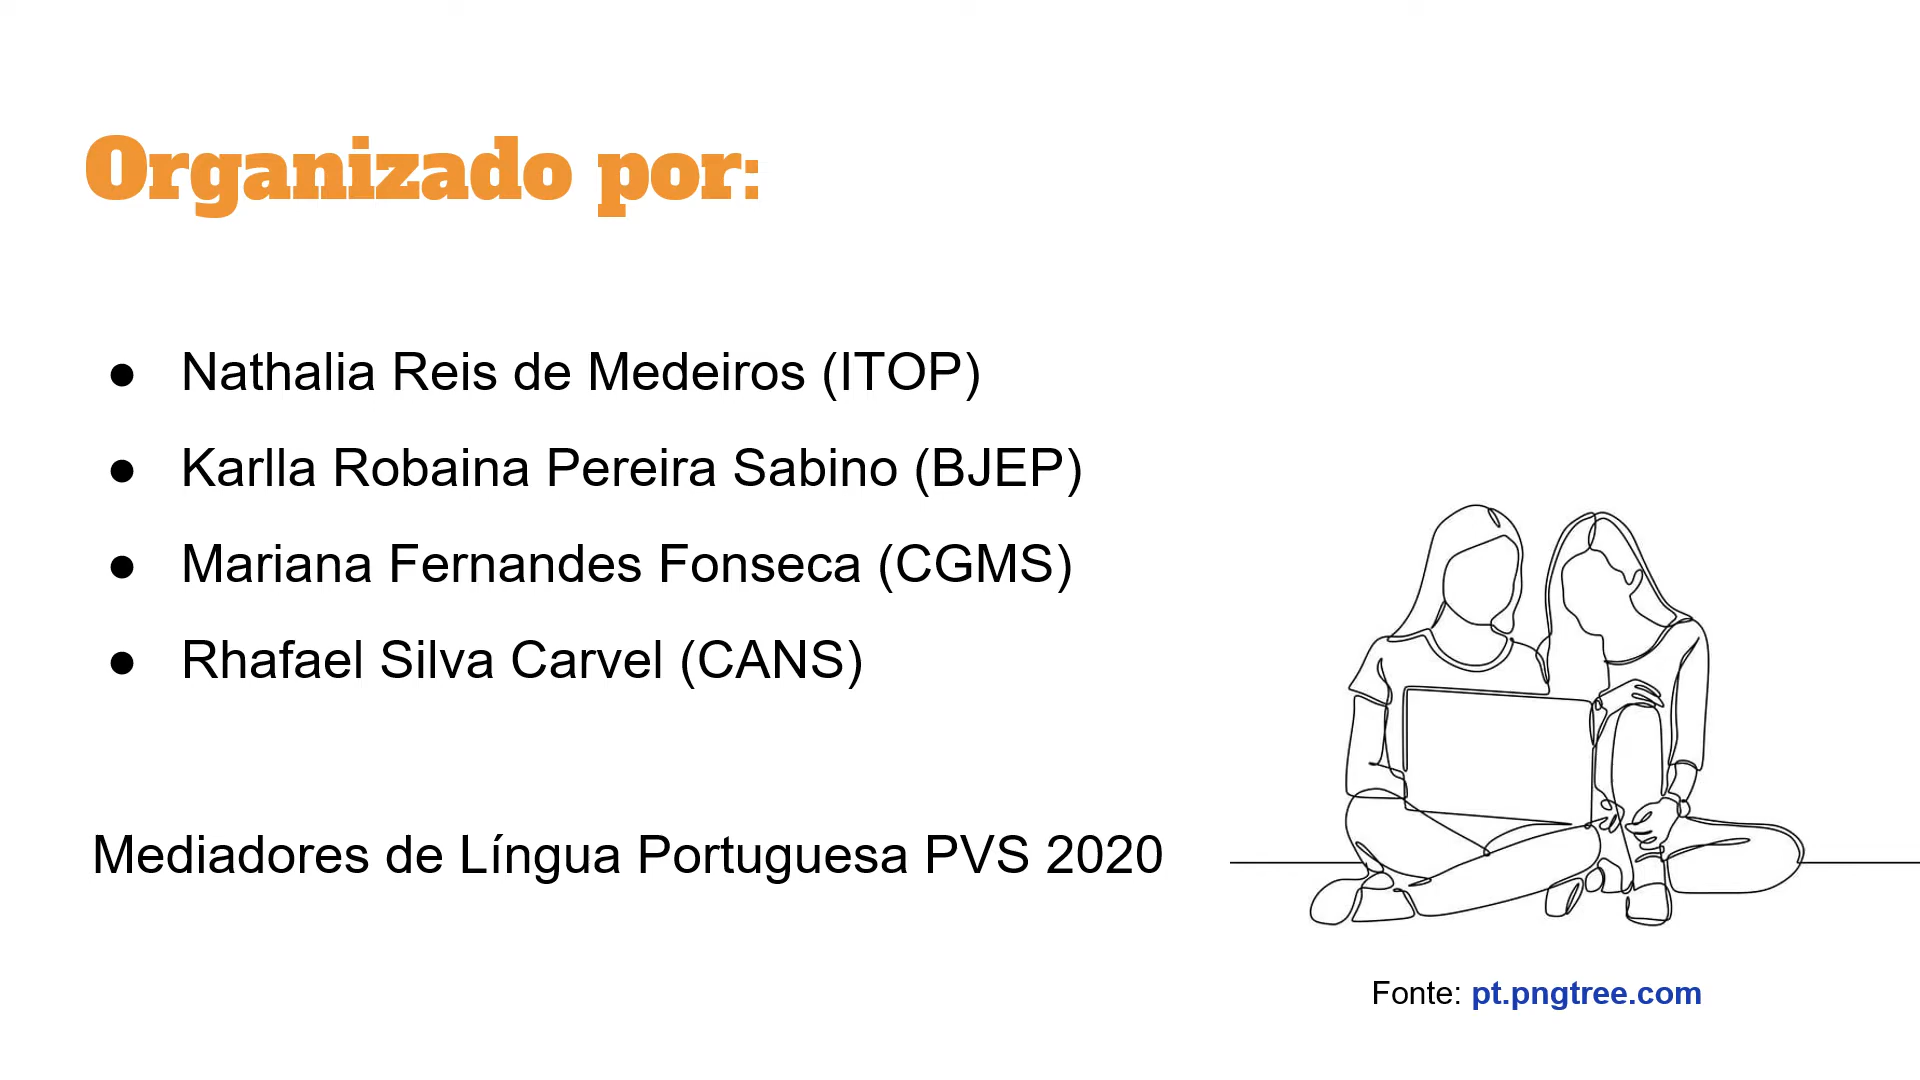 Organizado por:
● Nathalia Reis de Medeiros (ITOP)
● Karlla Robaina Pereira Sabino (BJEP)
● Mariana Fernandes Fonseca (CGMS)
● Rhafael Silva Carvel (CANS)
Mediadores de Língua Portuguesa PVS 2020
Fonte: pt.pngtree.com